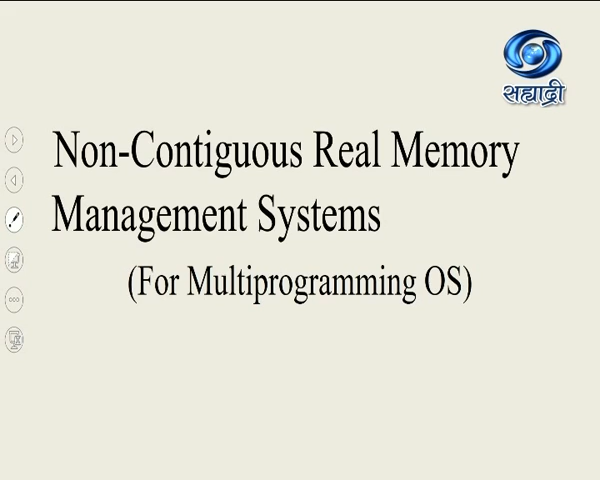 सह्याद्री
Non-Contiguous Real Memory
Management Systems
(For Multiprogramming OS)